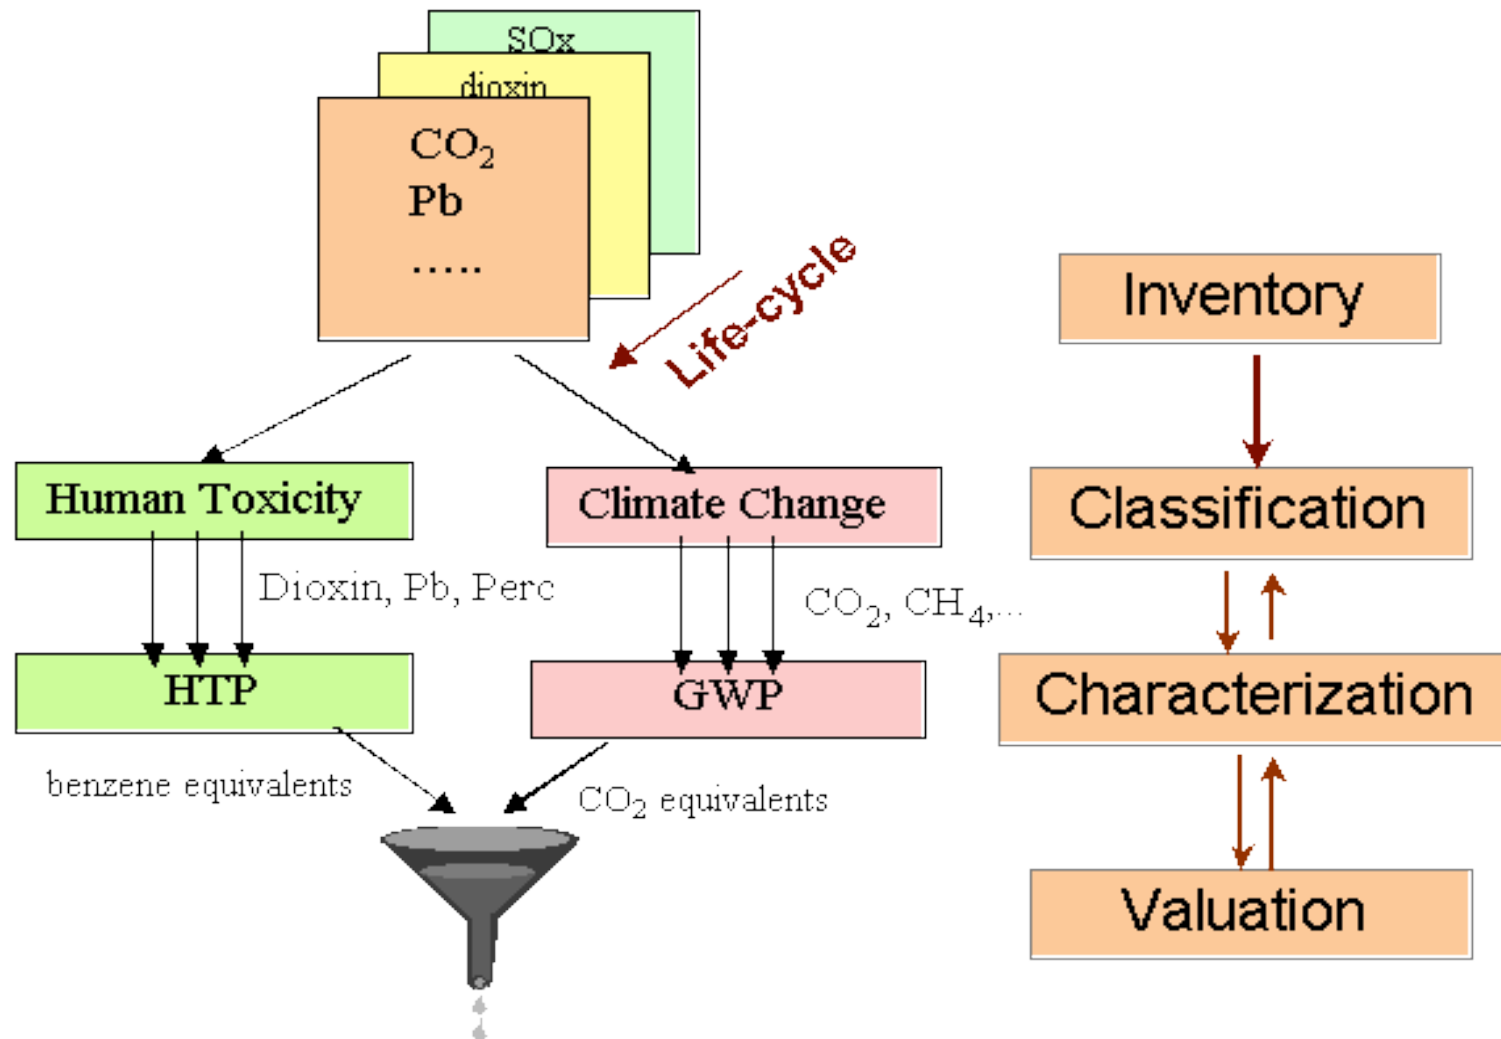 SOx
dioxin
CO₂
Pb
.....
Life-cycle
Human Toxicity
Climate Change
Dioxin, Pb, Perc
CO₂, CH₄,...
HTP
GWP
benzene equivalents
CO₂ equivalents
Inventory
Classification
Characterization
Valuation